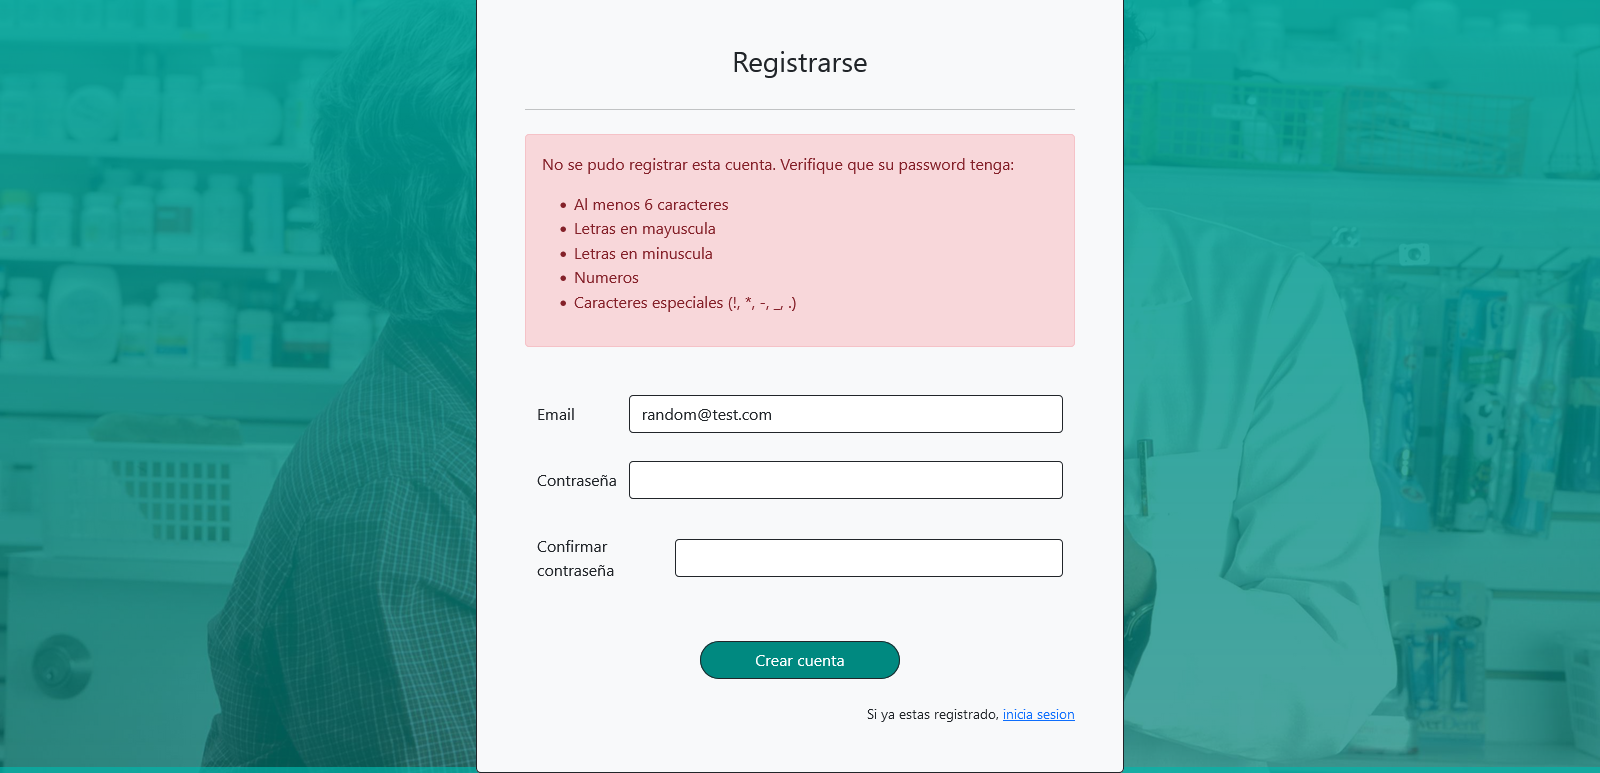 Registrarse
No se pudo registrar esta cuenta. Verifique que su password tenga:
• Al menos 6 caracteres
• Letras en mayuscula
• Letras en minuscula
• Numeros
• Caracteres especiales (!, *, -, _, .)
Email
random@test.com
Contraseña
Confirmar
contraseña
Crear cuenta
Si ya estas registrado, inicia sesion